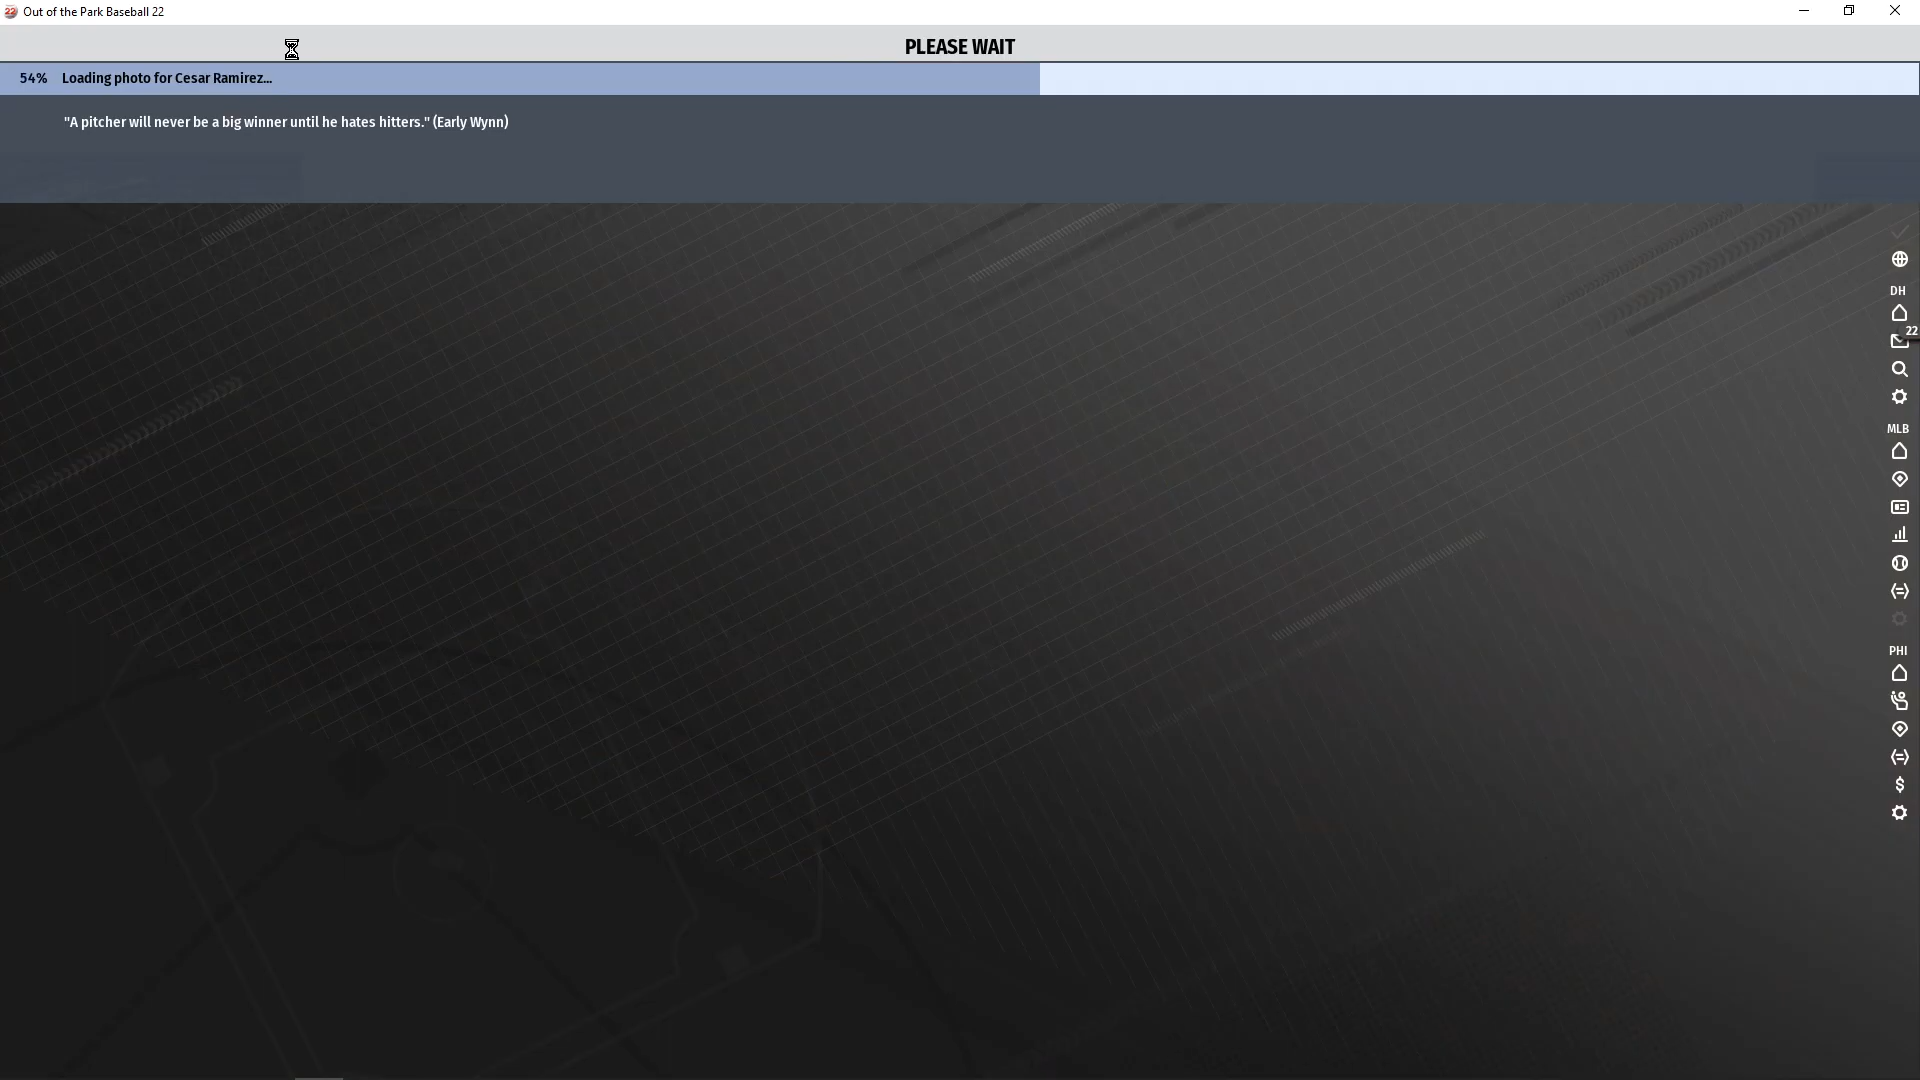 22 Out of the Park Baseball 22
PLEASE WAIT
54% Loading photo for Cesar Ramirez...
"A pitcher will never be a big winner until he hates hitters." (Early Wynn)
DH
22
MLB
PHI